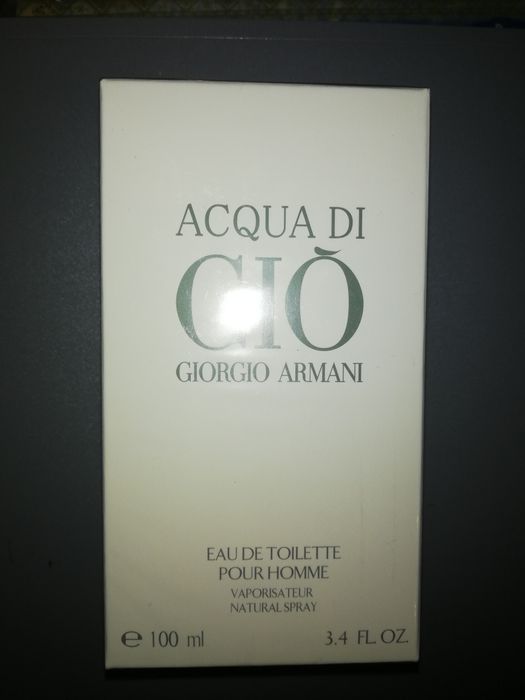 ACQUA DI
GIÒ
GIORGIO ARMANI
EAU DE TOILETTE
POUR HOMME
VAPORISATEUR
NATURAL SPRAY
℮ 100 ml 3.4 FL. OZ.